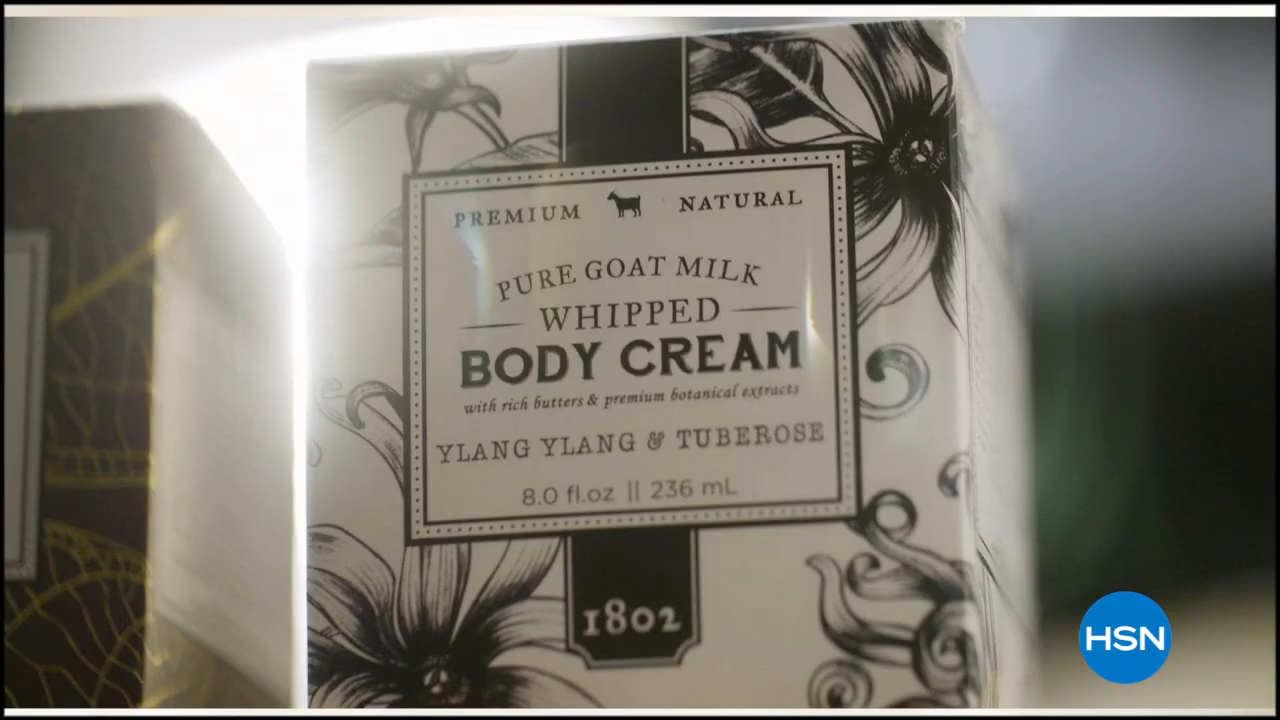 PREMIUM NATURAL
PURE GOAT MILK
WHIPPED
BODY CREAM
with rich butters & premium botanical extracts
YLANG YLANG & TUBEROSE
8.0 fl.oz || 236 mL
1802
HSN